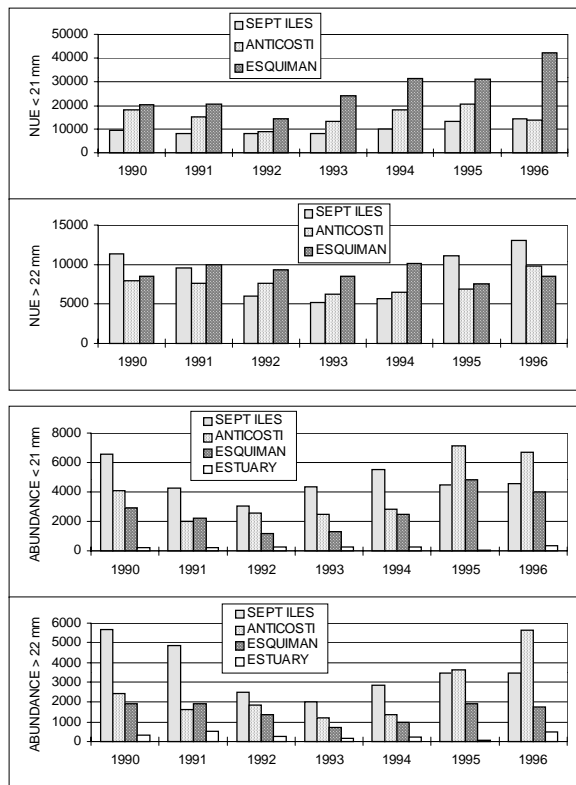 NUE < 21 mm
50000
40000
30000
20000
10000
0
SEPT ILES
ANTICOSTI
ESQUIMAN
1990 1991 1992 1993 1994 1995 1996
NUE > 22 mm
15000
10000
5000
0
SEPT ILES
ANTICOSTI
ESQUIMAN
1990 1991 1992 1993 1994 1995 1996
ABUNDANCE < 21 mm
8000
6000
4000
2000
0
SEPT ILES
ANTICOSTI
ESQUIMAN
ESTUARY
1990 1991 1992 1993 1994 1995 1996
ABUNDANCE > 22 mm
6000
5000
4000
3000
2000
1000
0
SEPT ILES
ANTICOSTI
ESQUIMAN
ESTUARY
1990 1991 1992 1993 1994 1995 1996